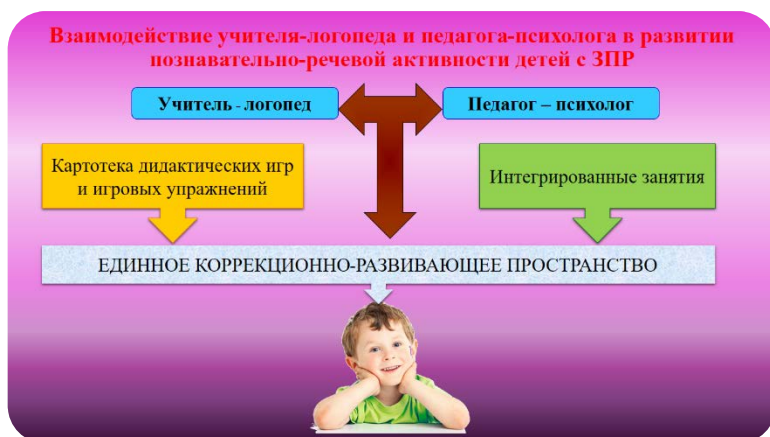 Взаимодействие учителя-логопеда и педагога-психолога в развитии
познавательно-речевой активности детей с ЗПР
Учитель - логопед
Педагог – психолог
Картотека дидактических игр
и игровых упражнений
Интегрированные занятия
ЕДИННОЕ КОРРЕКЦИОННО-РАЗВИВАЮЩЕЕ ПРОСТРАНСТВО